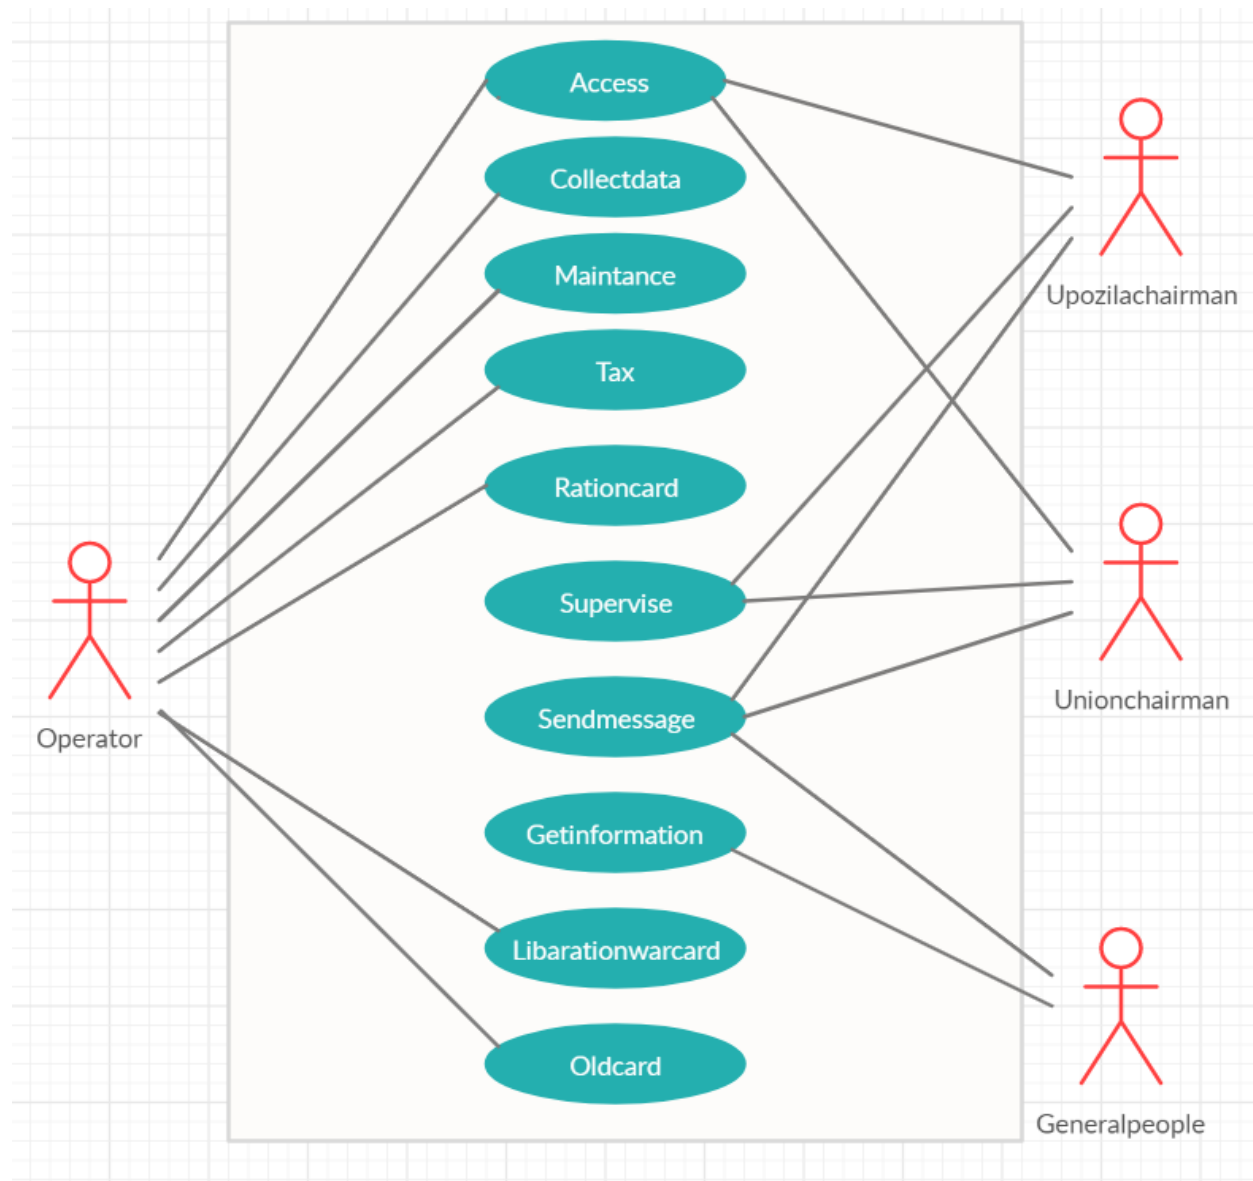 Access
Collectdata
Maintance
Tax
Rationcard
Supervise
Sendmessage
Getinformation
Libarationwarcard
Oldcard
Operator
Upozilachairman
Unionchairman
Generalpeople